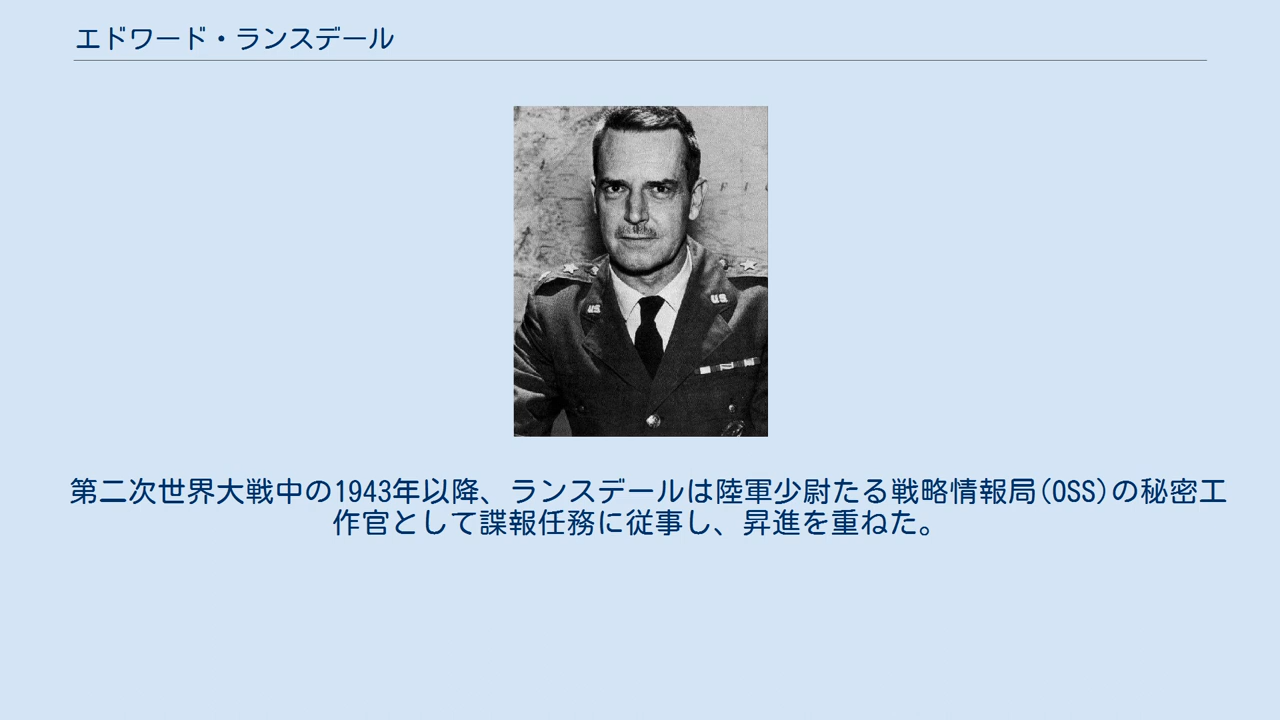 エドワード・ランスデール
US
US
第二次世界大戦中の1943年以降、ランスデールは陸軍少尉たる戦略情報局(OSS)の秘密工
作官として諜報任務に従事し、昇進を重ねた。